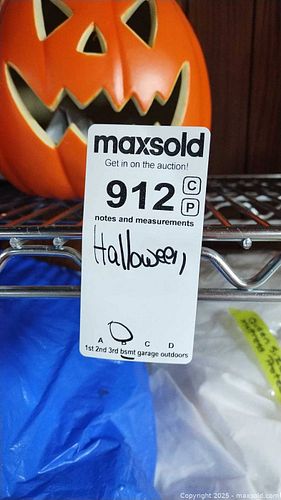 maxsold
Get in on the auction!
912 C P
notes and measurements
Halloween,
A B C D
1st 2nd 3rd bsmt garage outdoors
Copyright 2025 - maxsold.com